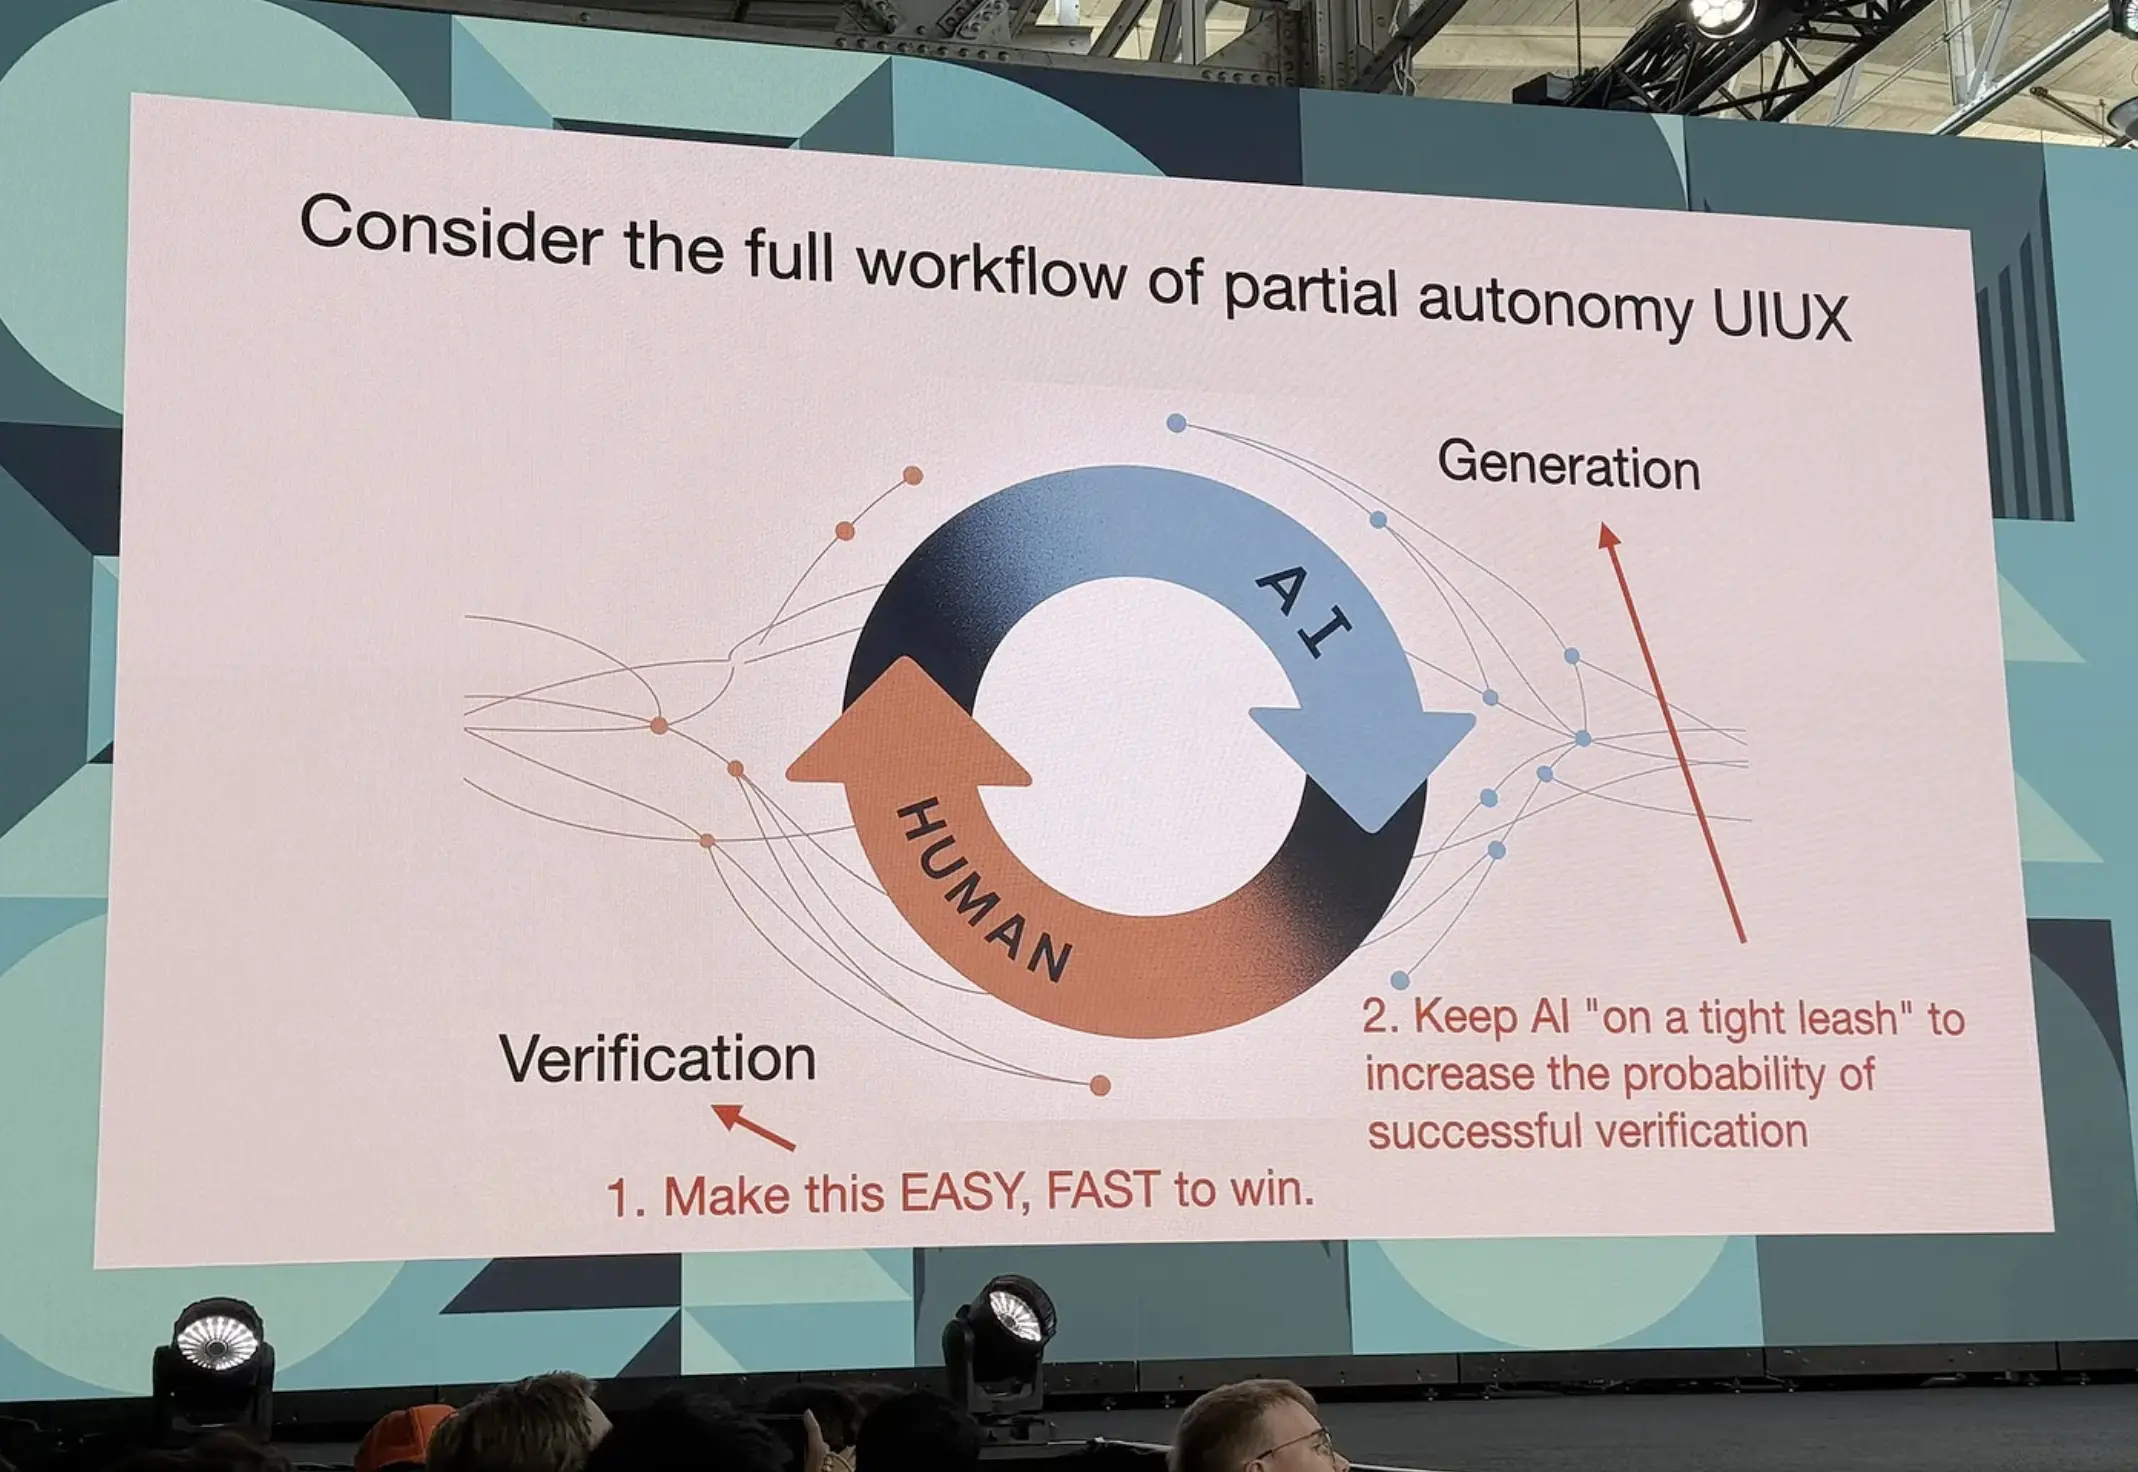 Consider the full workflow of partial autonomy UIUX
Generation
AI
HUMAN
Verification
2. Keep AI "on a tight leash" to
increase the probability of
successful verification
1. Make this EASY, FAST to win.